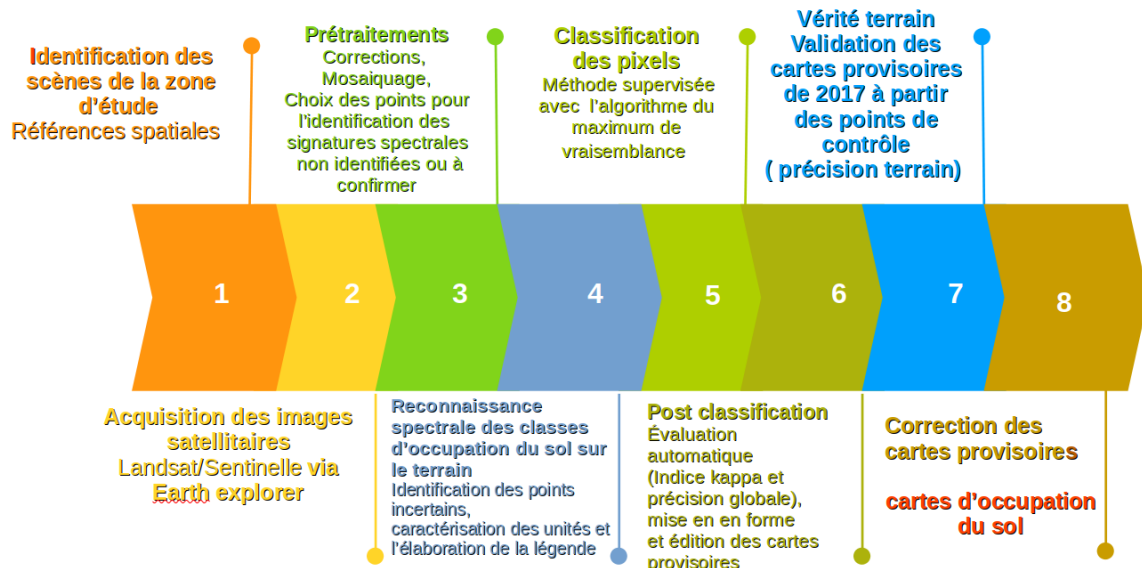 Identification des
scènes de la zone
d'étude
Références spatiales
Prétraitements
Corrections,
Mosaiquage,
Choix des points pour
l'identification des
signatures spectrales
non identifiées ou à
confirmer
Classification
des pixels
Méthode supervisée
avec l'algorithme du
maximum de
vraisemblance
Vérité terrain
Validation des
cartes provisoires
de 2017 à partir
des points de
contrôle
( précision terrain)
1
2
3
4
5
6
7
8
Acquisition des images
satellitaires
Landsat/Sentinelle via
Earth explorer
Reconnaissance
spectrale des classes
d'occupation du sol sur
le terrain
Identification des points
incertains,
caractérisation des unités et
l'élaboration de la légende
Post classification
Évaluation
automatique
(Indice kappa et
précision globale),
mise en en forme
et édition des cartes
provisoires
Correction des
cartes provisoires
cartes d'occupation
du sol